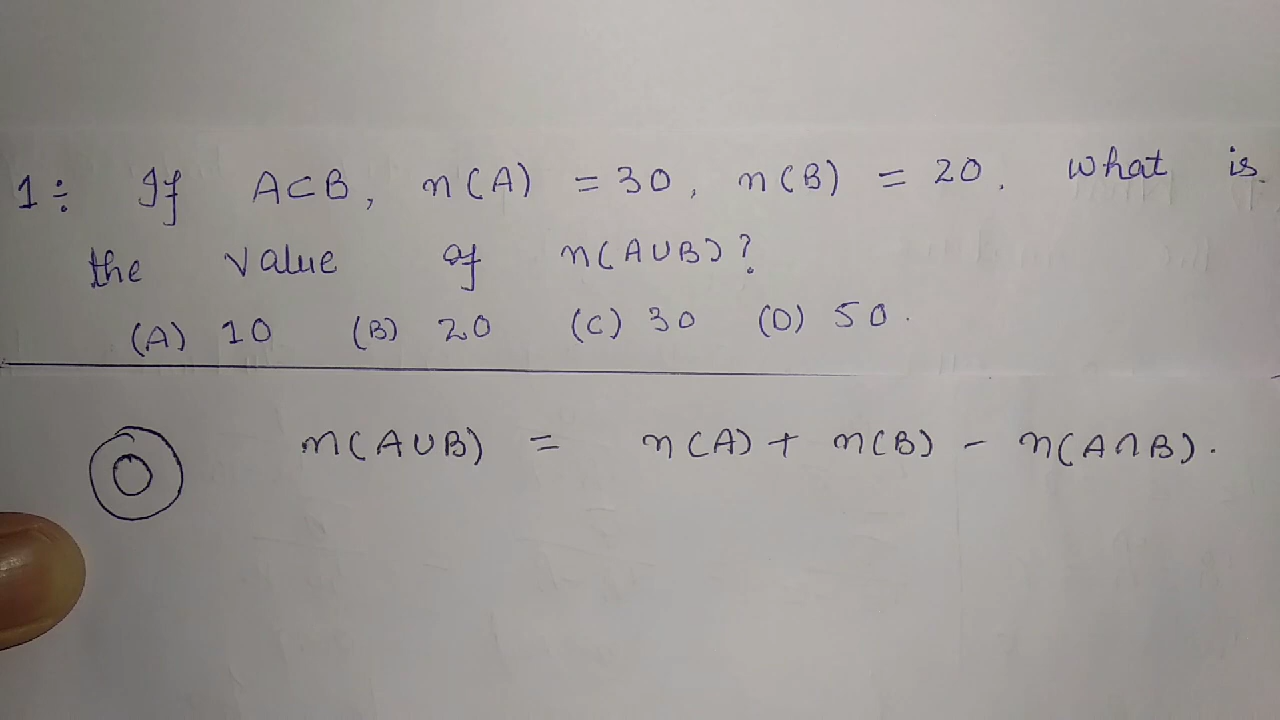 1÷ If A⊂B, n(A) = 30, n(B) = 20. what is
the value of n(A∪B)?
(A) 10 (B) 20 (C) 30 (D) 50.
n(A∪B) = n(A) + n(B) - n(A∩B).